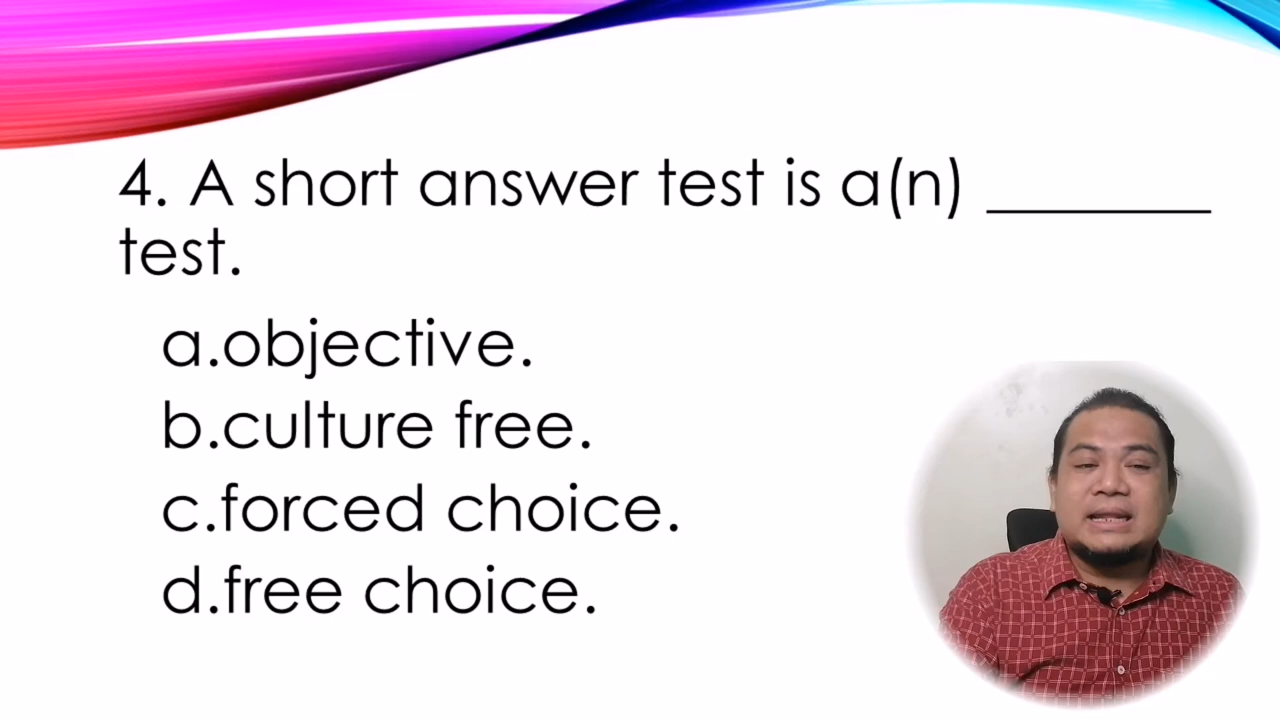 4. A short answer test is a(n) ________
test.
a.objective.
b.culture free.
c.forced choice.
d.free choice.